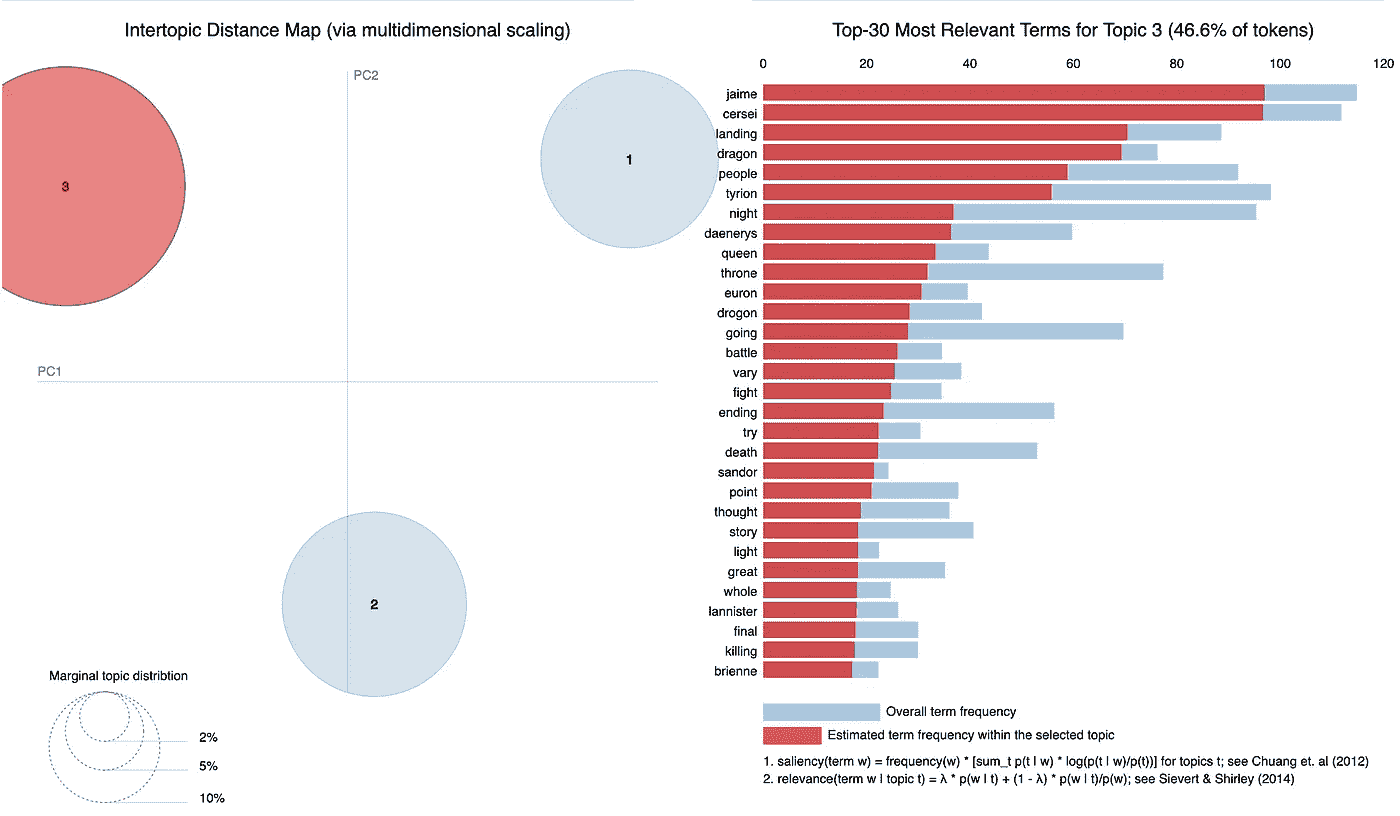 Intertopic Distance Map (via multidimensional scaling)
PC2
PC1
3
1
2
Marginal topic distribtion
2%
5%
10%
Top-30 Most Relevant Terms for Topic 3 (46.6% of tokens)
0 20 40 60 80 100 120
jaime
cersei
landing
dragon
people
tyrion
night
daenerys
queen
throne
euron
drogon
going
battle
vary
fight
ending
try
death
sandor
point
thought
story
light
great
whole
lannister
final
killing
brienne
Overall term frequency
Estimated term frequency within the selected topic
1. saliency(term w) = frequency(w) * [sum_t p(t | w) * log(p(t | w)/p(t))] for topics t; see Chuang et. al (2012)
2. relevance(term w | topic t) = λ * p(w | t) + (1 - λ) * p(w | t)/p(w); see Sievert & Shirley (2014)